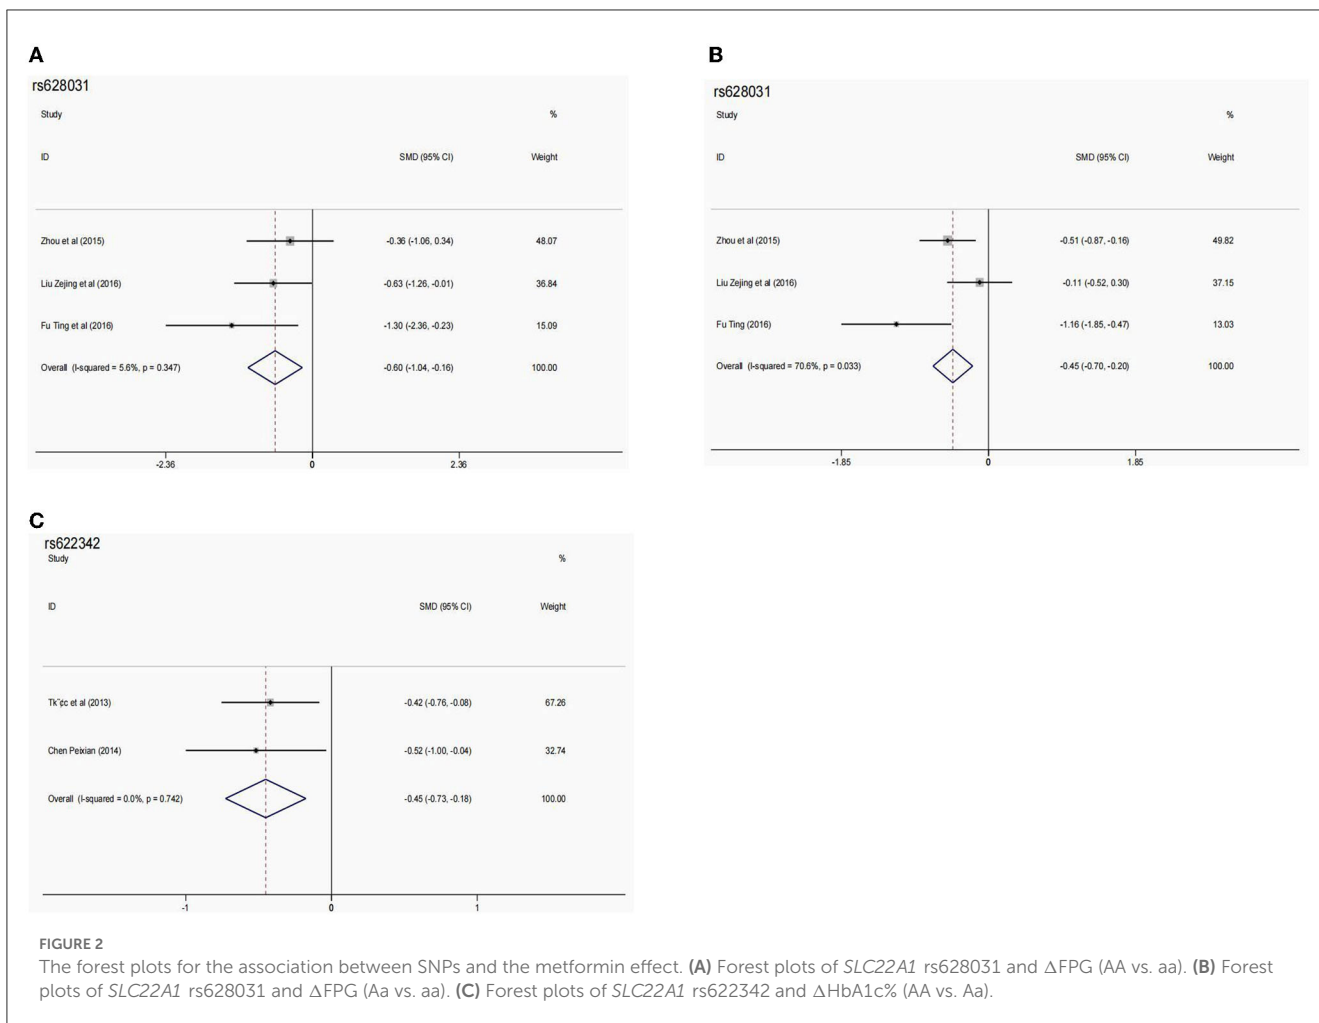 A
rs628031
Study %
ID SMD (95% CI) Weight
Zhou et al (2015) -0.36 (-1.06, 0.34) 48.07
Liu Zejing et al (2016) -0.63 (-1.26, -0.01) 36.84
Fu Ting et al (2016) -1.30 (-2.36, -0.23) 15.09
Overall (I-squared = 5.6%, p = 0.347) -0.60 (-1.04, -0.16) 100.00
-2.36 0 2.36
B
rs628031
Study %
ID SMD (95% CI) Weight
Zhou et al (2015) -0.51 (-0.87, -0.16) 49.82
Liu Zejing et al (2016) -0.11 (-0.52, 0.30) 37.15
Fu Ting (2016) -1.16 (-1.85, -0.47) 13.03
Overall (I-squared = 70.6%, p = 0.033) -0.45 (-0.70, -0.20) 100.00
-1.85 0 1.85
C
rs622342
Study %
ID SMD (95% CI) Weight
Tk¨¢c et al (2013) -0.42 (-0.76, -0.08) 67.26
Chen Peixian (2014) -0.52 (-1.00, -0.04) 32.74
Overall (I-squared = 0.0%, p = 0.742) -0.45 (-0.73, -0.18) 100.00
-1 0 1
FIGURE 2
The forest plots for the association between SNPs and the metformin effect. (A) Forest plots of SLC22A1 rs628031 and ΔFPG (AA vs. aa). (B) Forest
plots of SLC22A1 rs628031 and ΔFPG (Aa vs. aa). (C) Forest plots of SLC22A1 rs622342 and ΔHbA1c% (AA vs. Aa).